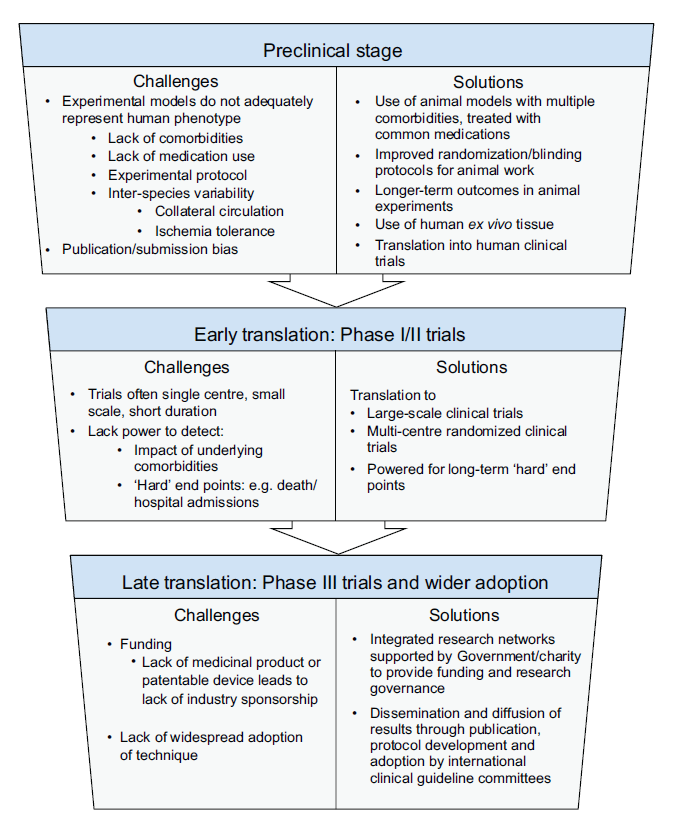 Preclinical stage
Challenges
• Experimental models do not adequately
represent human phenotype
• Lack of comorbidities
• Lack of medication use
• Experimental protocol
• Inter-species variability
• Collateral circulation
• Ischemia tolerance
• Publication/submission bias
Solutions
• Use of animal models with multiple
comorbidities, treated with
common medications
• Improved randomization/blinding
protocols for animal work
• Longer-term outcomes in animal
experiments
• Use of human ex vivo tissue
• Translation into human clinical
trials
Early translation: Phase I/II trials
Challenges
• Trials often single centre, small
scale, short duration
• Lack power to detect:
• Impact of underlying
comorbidities
• ‘Hard’ end points: e.g. death/
hospital admissions
Solutions
Translation to
• Large-scale clinical trials
• Multi-centre randomized clinical
trials
• Powered for long-term ‘hard’ end
points
Late translation: Phase III trials and wider adoption
Challenges
• Funding
• Lack of medicinal product or
patentable device leads to
lack of industry sponsorship
• Lack of widespread adoption
of technique
Solutions
• Integrated research networks
supported by Government/charity
to provide funding and research
governance
• Dissemination and diffusion of
results through publication,
protocol development and
adoption by international
clinical guideline committees